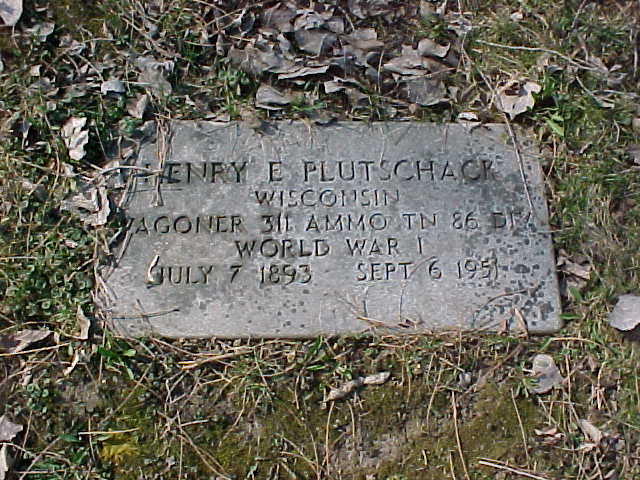 HENRY E PLUTSCHACK
WISCONSIN
WAGONER 311 AMMO TN 86 DIV
WORLD WAR I
JULY 7 1893 SEPT 6 1951